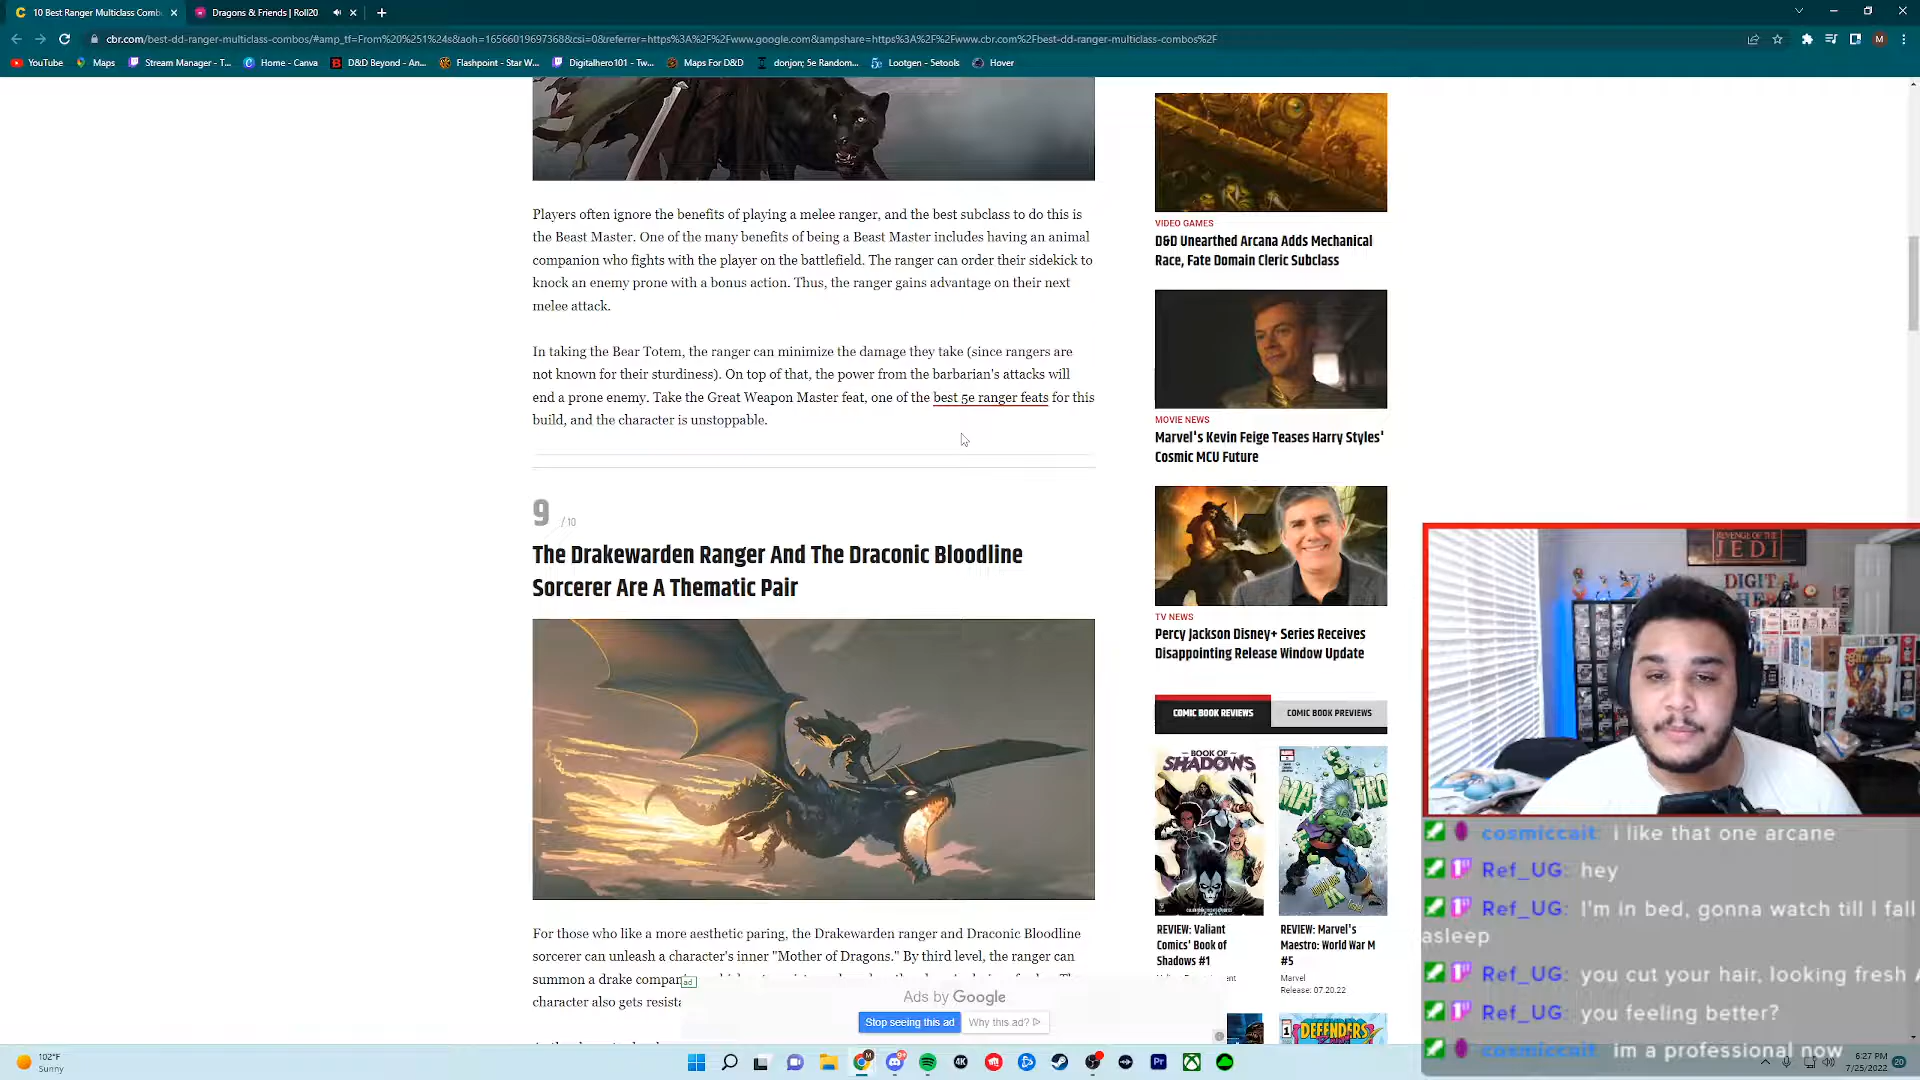 10 Best Ranger Multiclass Comb
Dragons & Friends | Roll20
cbr.com/best-dd-ranger-multiclass-combos/#amp_tf=From%20%251%24s&aoh=16566019697368&csi=0&referrer=https%3A%2F%2Fwww.google.com&ampshare=https%3A%2F%2Fwww.cbr.com%2Fbest-dd-ranger-multiclass-combos%2F
YouTube Maps Stream Manager - T... Home - Canva D&D Beyond - An... Flashpoint - Star W... Digitalhero101 - Tw... Maps For D&D donjon; 5e Random... Lootgen - 5etools Hover
Players often ignore the benefits of playing a melee ranger, and the best subclass to do this is
the Beast Master. One of the many benefits of being a Beast Master includes having an animal
companion who fights with the player on the battlefield. The ranger can order their sidekick to
knock an enemy prone with a bonus action. Thus, the ranger gains advantage on their next
melee attack.
In taking the Bear Totem, the ranger can minimize the damage they take (since rangers are
not known for their sturdiness). On top of that, the power from the barbarian's attacks will
end a prone enemy. Take the Great Weapon Master feat, one of the best 5e ranger feats for this
build, and the character is unstoppable.
9 / 10
The Drakewarden Ranger And The Draconic Bloodline
Sorcerer Are A Thematic Pair
For those who like a more aesthetic paring, the Drakewarden ranger and Draconic Bloodline
sorcerer can unleash a character's inner "Mother of Dragons." By third level, the ranger can
summon a drake compan
character also gets resista
ad
Ads by Google
Stop seeing this ad
Why this ad?
VIDEO GAMES
D&D Unearthed Arcana Adds Mechanical
Race, Fate Domain Cleric Subclass
MOVIE NEWS
Marvel's Kevin Feige Teases Harry Styles'
Cosmic MCU Future
TV NEWS
Percy Jackson Disney+ Series Receives
Disappointing Release Window Update
COMIC BOOK REVIEWS
COMIC BOOK PREVIEWS
BOOK OF
SHADOWS
MA TRO
REVIEW: Valiant
Comics' Book of
Shadows #1
REVIEW: Marvel's
Maestro: World War M
#5
Marvel
Release: 07.20.22
DEFENDERS
REVENGE OF THE
JEDI
DIGITAL
cosmiccait: i like that one arcane
Ref_UG: hey
Ref_UG: I'm in bed, gonna watch till I fall
asleep
Ref_UG: you cut your hair, looking fresh
Ref_UG: you feeling better?
cosmiccait: im a professional now
102°F
Sunny
6:27 PM
7/25/2022
20